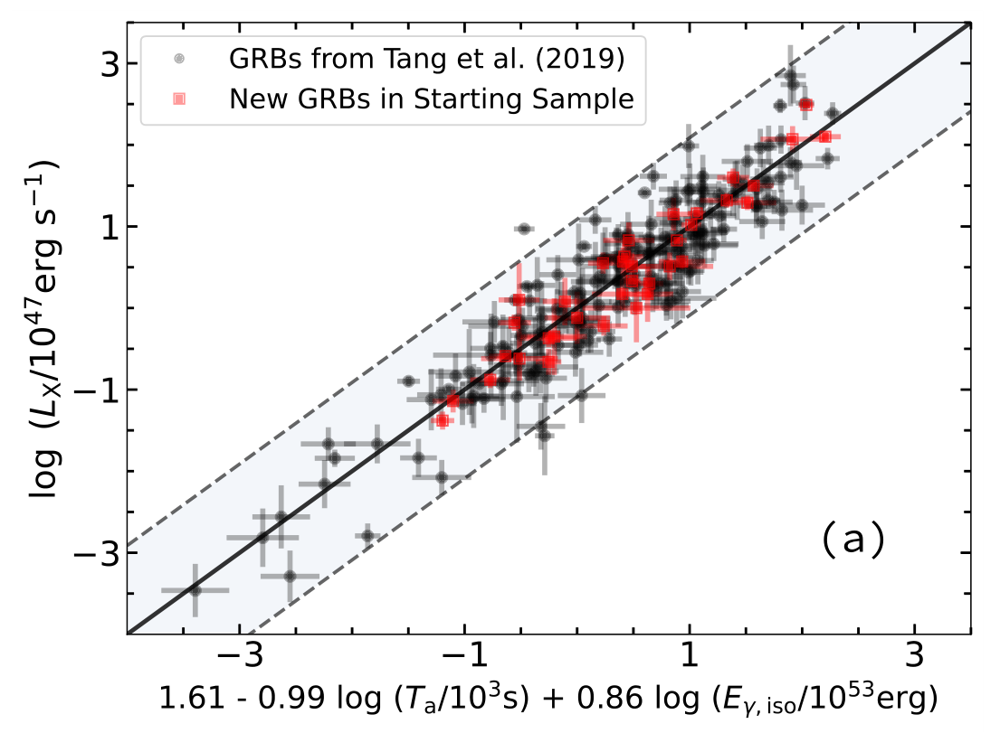 GRBs from Tang et al. (2019)
New GRBs in Starting Sample
3
1
−1
−3
log (L_X/10^47 erg s^−1)
(a)
−3 −1 1 3
1.61 - 0.99 log (T_a/10^3 s) + 0.86 log (E_γ, iso/10^53 erg)